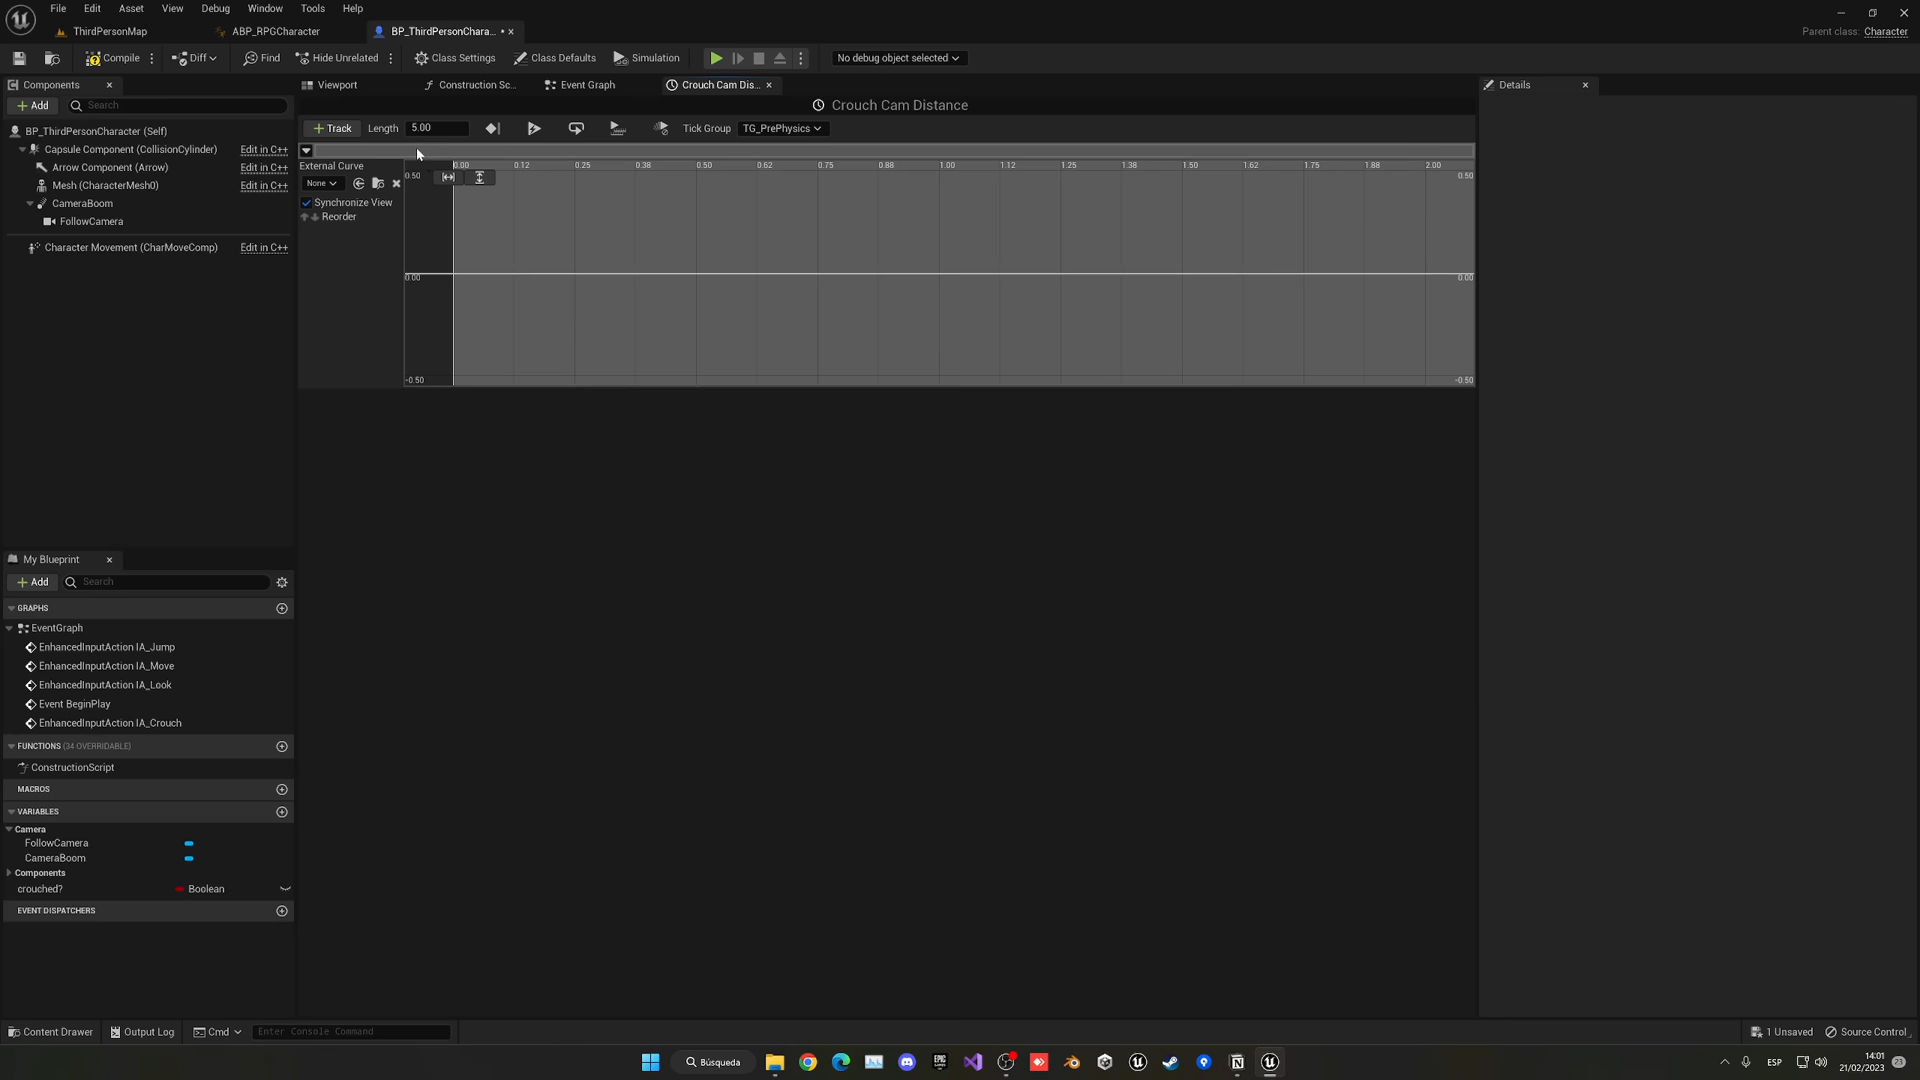 File Edit Asset View Debug Window Tools Help
ThirdPersonMap ABP_RPGCharacter BP_ThirdPersonChara... •
Parent class: Character
Compile Diff Find Hide Unrelated Class Settings Class Defaults Simulation No debug object selected
Components Viewport Construction Sc... Event Graph Crouch Cam Dis... Details
Add Search Crouch Cam Distance
BP_ThirdPersonCharacter (Self)
Track Length 5.00 Tick Group TG_PrePhysics
Capsule Component (CollisionCylinder) Edit in C++
Arrow Component (Arrow) Edit in C++
Mesh (CharacterMesh0) Edit in C++
CameraBoom
FollowCamera
Character Movement (CharMoveComp) Edit in C++
External Curve
None
Synchronize View
Reorder
0.00 0.12 0.25 0.38 0.50 0.62 0.75 0.88 1.00 1.12 1.25 1.38 1.50 1.62 1.75 1.88 2.00
0.50 0.50
0.00 0.00
-0.50 -0.50
My Blueprint
Add Search
GRAPHS
EventGraph
EnhancedInputAction IA_Jump
EnhancedInputAction IA_Move
EnhancedInputAction IA_Look
Event BeginPlay
EnhancedInputAction IA_Crouch
FUNCTIONS (34 OVERRIDABLE)
ConstructionScript
MACROS
VARIABLES
Camera
FollowCamera
CameraBoom
Components
crouched? Boolean
EVENT DISPATCHERS
Content Drawer Output Log Cmd Enter Console Command 1 Unsaved Source Control
Búsqueda
ESP
14:01
21/02/2023
23